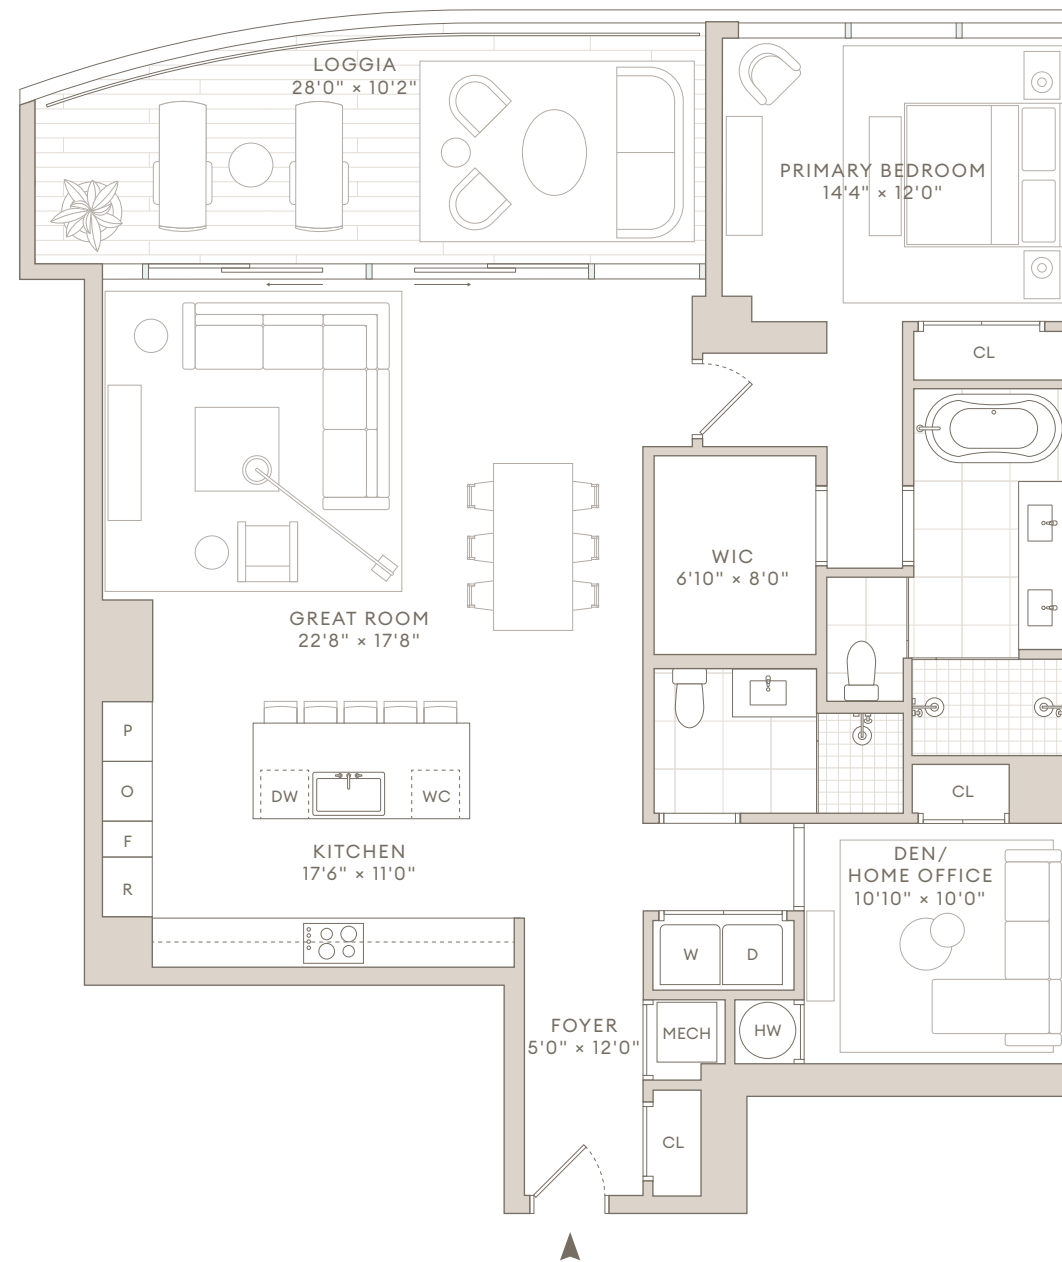 LOGGIA
28'0" × 10'2"
PRIMARY BEDROOM
14'4" × 12'0"
CL
WIC
6'10" × 8'0"
GREAT ROOM
22'8" × 17'8"
P
O
F
R
DW
WC
KITCHEN
17'6" × 11'0"
CL
DEN/
HOME OFFICE
10'10" × 10'0"
W
D
FOYER
5'0" × 12'0"
MECH
HW
CL